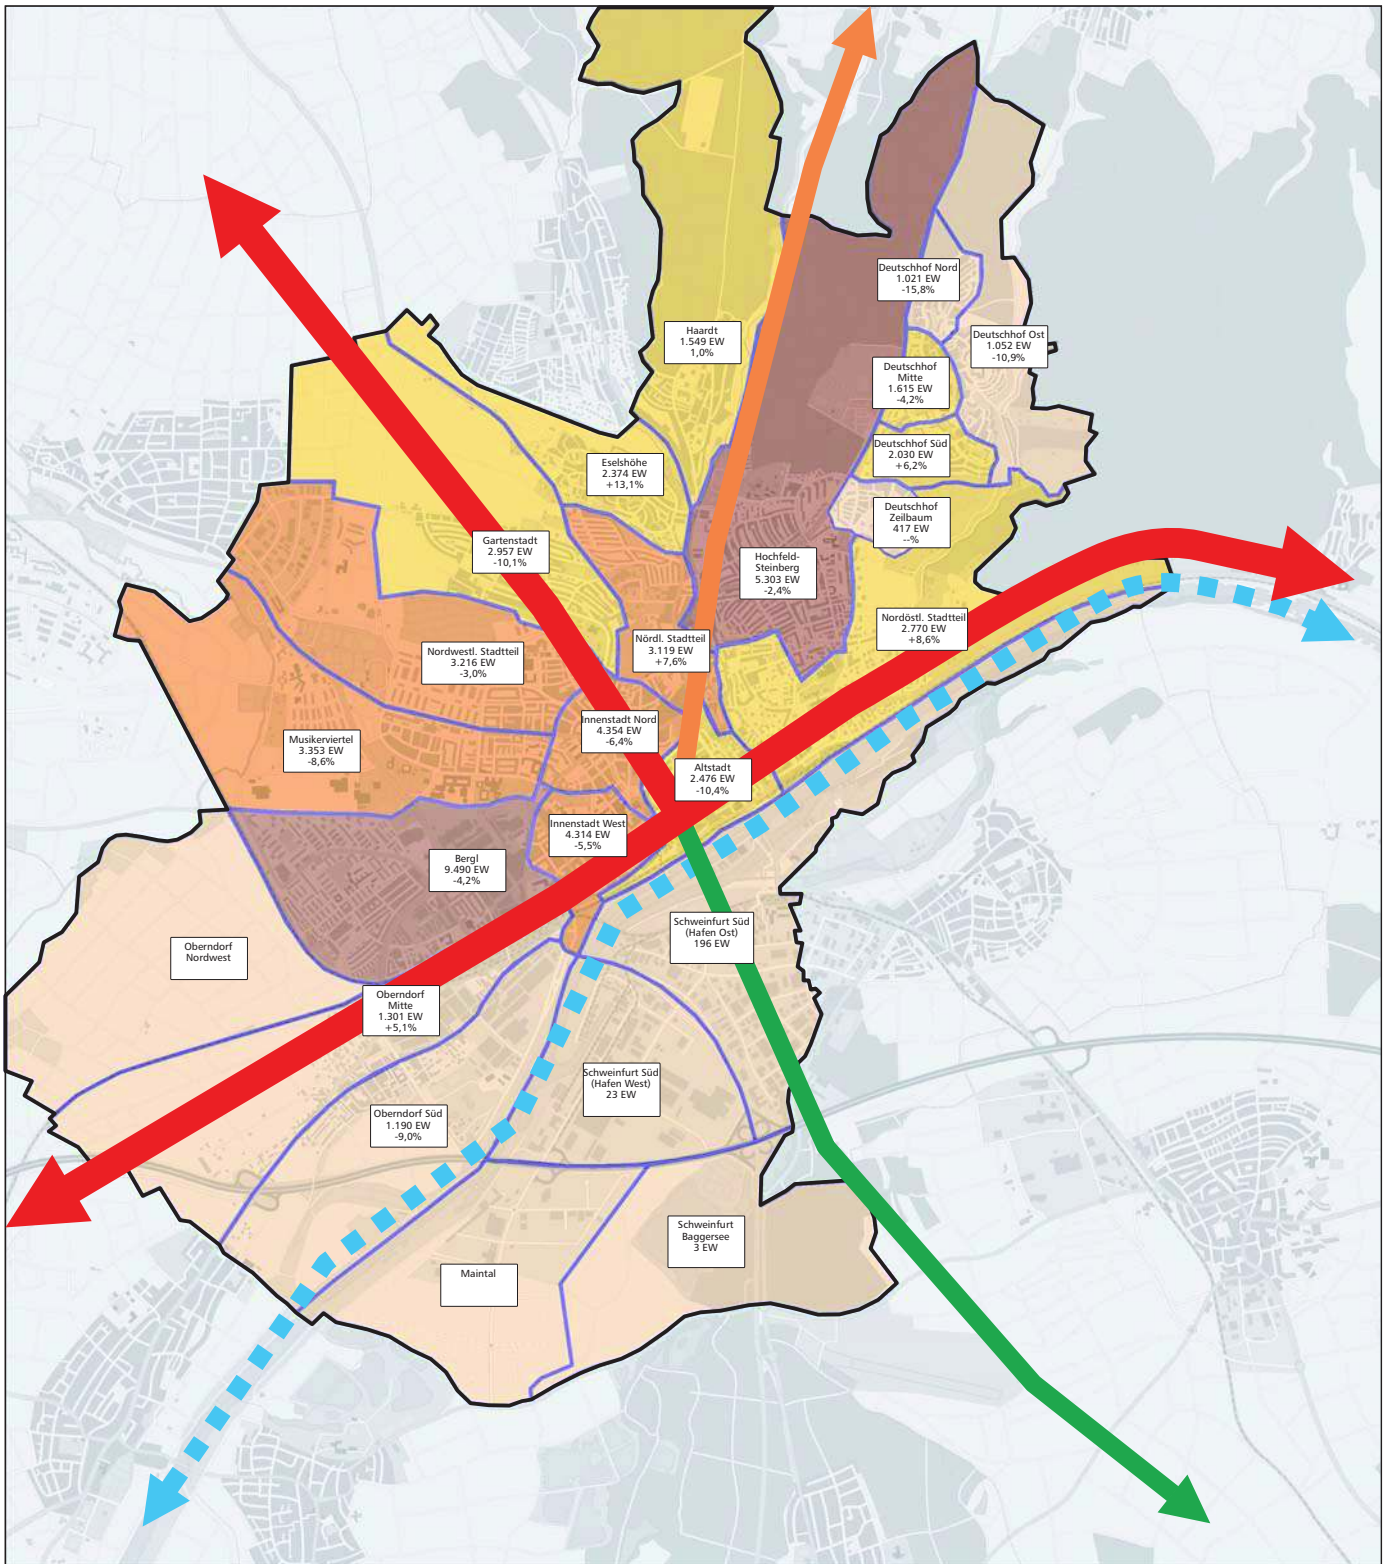 Deutschhof Nord
1.021 EW
-15,8%
Haardt
1.549 EW
1,0%
Deutschhof Ost
1.052 EW
-10,9%
Deutschhof
Mitte
1.615 EW
-4,2%
Deutschhof Süd
2.030 EW
+6,2%
Eselshöhe
2.374 EW
+13,1%
Deutschhof
Zeilbaum
417 EW
--%
Gartenstadt
2.957 EW
-10,1%
Hochfeld-
Steinberg
5.303 EW
-2,4%
Nordöstl. Stadtteil
2.770 EW
+8,6%
Nördl. Stadtteil
3.119 EW
+7,6%
Nordwestl. Stadtteil
3.216 EW
-3,0%
Innenstadt Nord
4.354 EW
-6,4%
Musikerviertel
3.353 EW
-8,6%
Altstadt
2.476 EW
-10,4%
Innenstadt West
4.314 EW
-5,5%
Bergl
9.490 EW
-4,2%
Schweinfurt Süd
(Hafen Ost)
196 EW
Oberndorf
Nordwest
Oberndorf
Mitte
1.301 EW
+5,1%
Schweinfurt Süd
(Hafen West)
23 EW
Oberndorf Süd
1.190 EW
-9,0%
Schweinfurt
Baggersee
3 EW
Maintal